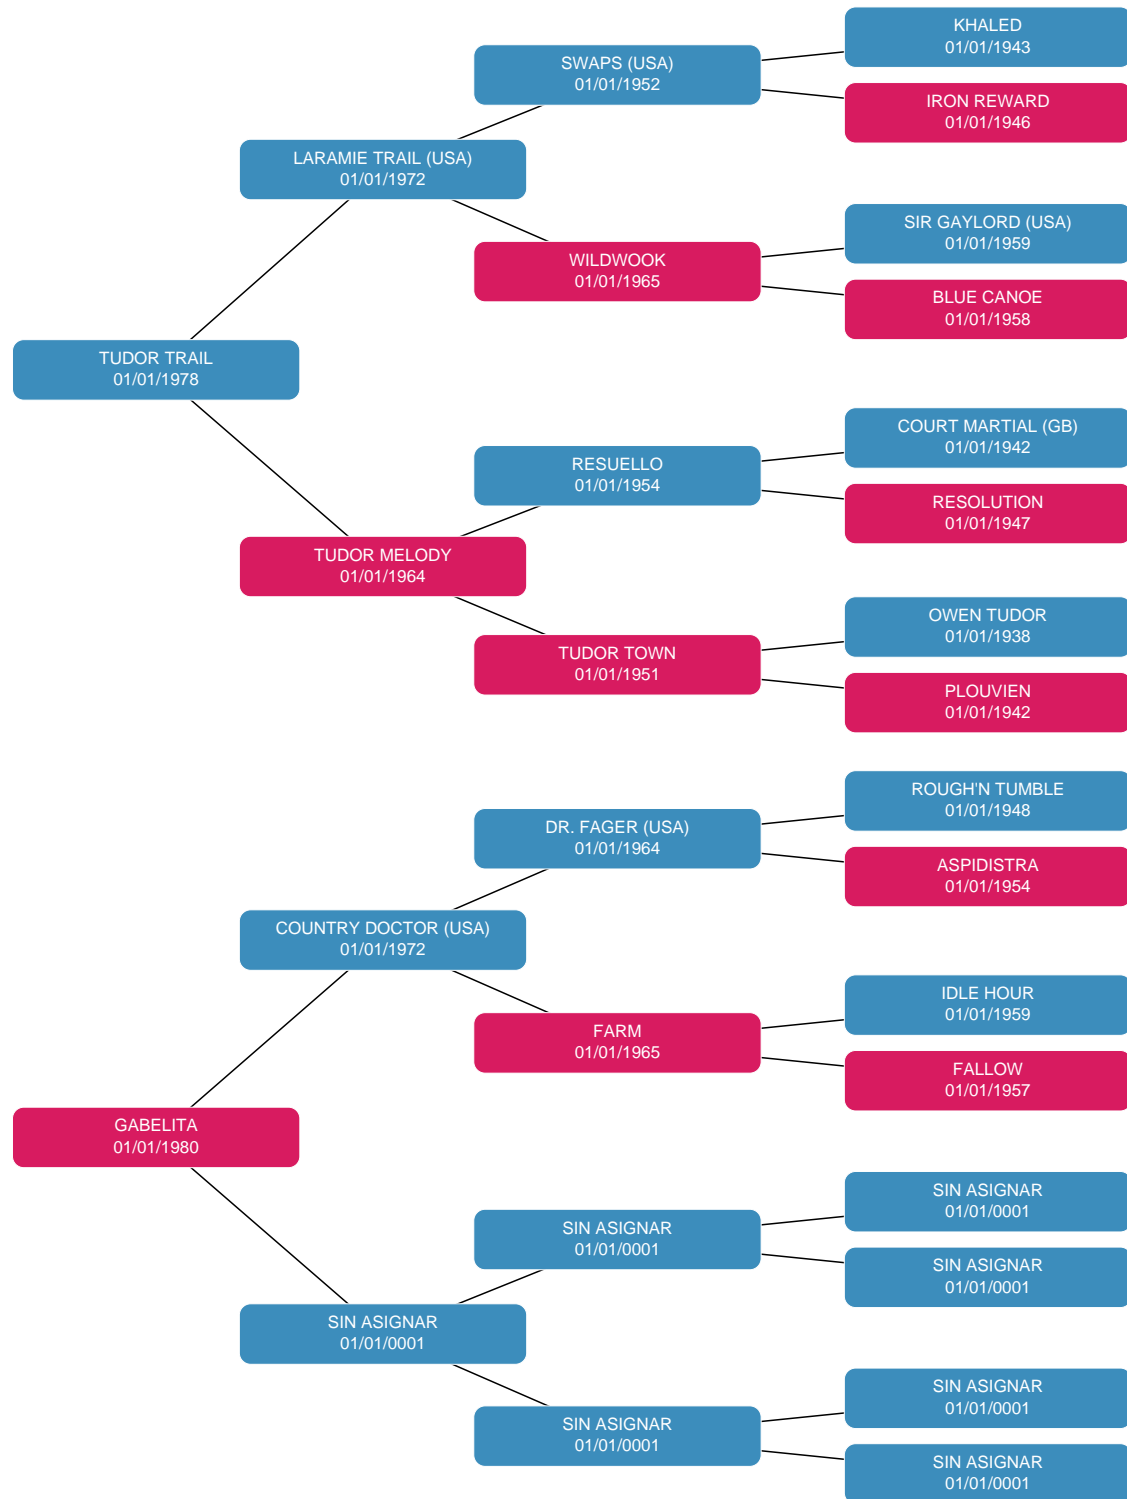 KHALED
01/01/1943
SWAPS (USA)
01/01/1952
IRON REWARD
01/01/1946
LARAMIE TRAIL (USA)
01/01/1972
SIR GAYLORD (USA)
01/01/1959
WILDWOOK
01/01/1965
BLUE CANOE
01/01/1958
TUDOR TRAIL
01/01/1978
COURT MARTIAL (GB)
01/01/1942
RESUELLO
01/01/1954
RESOLUTION
01/01/1947
TUDOR MELODY
01/01/1964
OWEN TUDOR
01/01/1938
TUDOR TOWN
01/01/1951
PLOUVIEN
01/01/1942
ROUGH'N TUMBLE
01/01/1948
DR. FAGER (USA)
01/01/1964
ASPIDISTRA
01/01/1954
COUNTRY DOCTOR (USA)
01/01/1972
IDLE HOUR
01/01/1959
FARM
01/01/1965
FALLOW
01/01/1957
GABELITA
01/01/1980
SIN ASIGNAR
01/01/0001
SIN ASIGNAR
01/01/0001
SIN ASIGNAR
01/01/0001
SIN ASIGNAR
01/01/0001
SIN ASIGNAR
01/01/0001
SIN ASIGNAR
01/01/0001
SIN ASIGNAR
01/01/0001